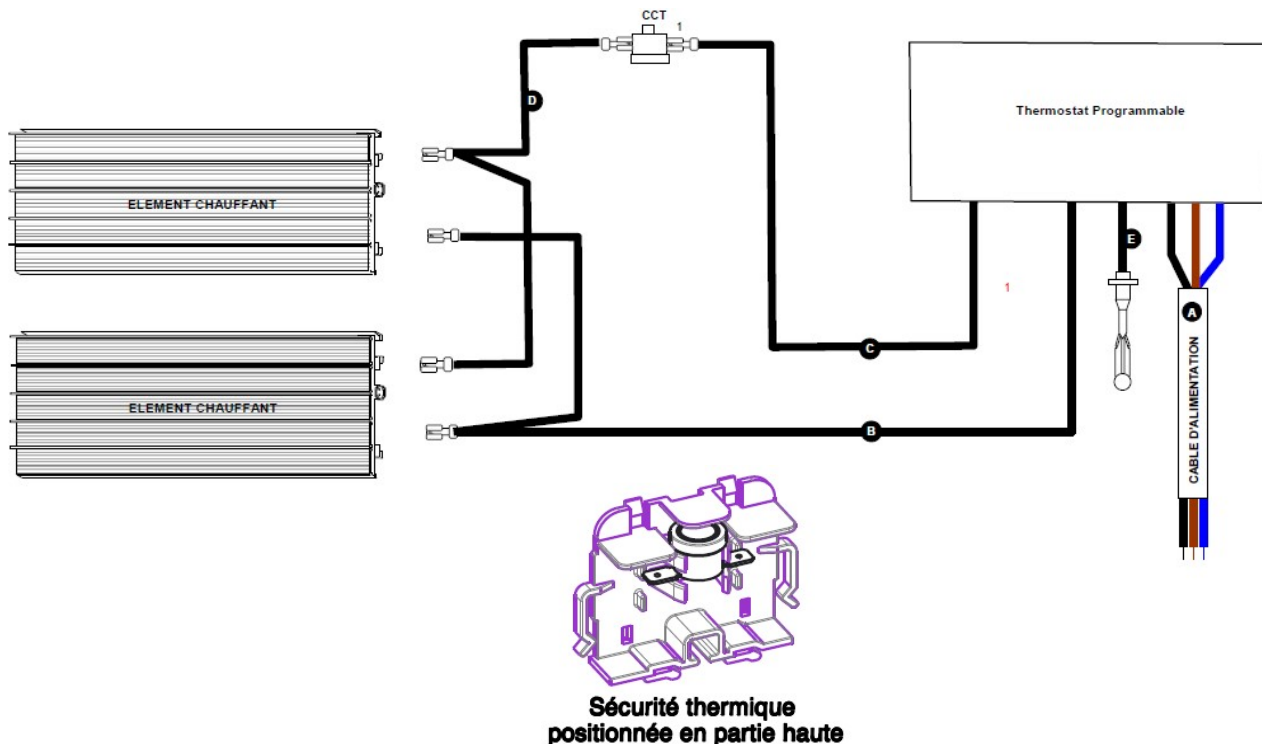 CCT
1
D
Thermostat Programmable
ELEMENT CHAUFFANT
E
1
A
C
CABLE D'ALIMENTATION
ELEMENT CHAUFFANT
B
Sécurité thermique
positionnée en partie haute